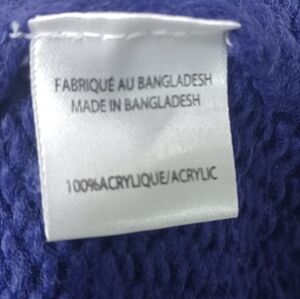 FABRIQUÉ AU BANGLADESH
MADE IN BANGLADESH
100%ACRYLIQUE/ACRYLIC